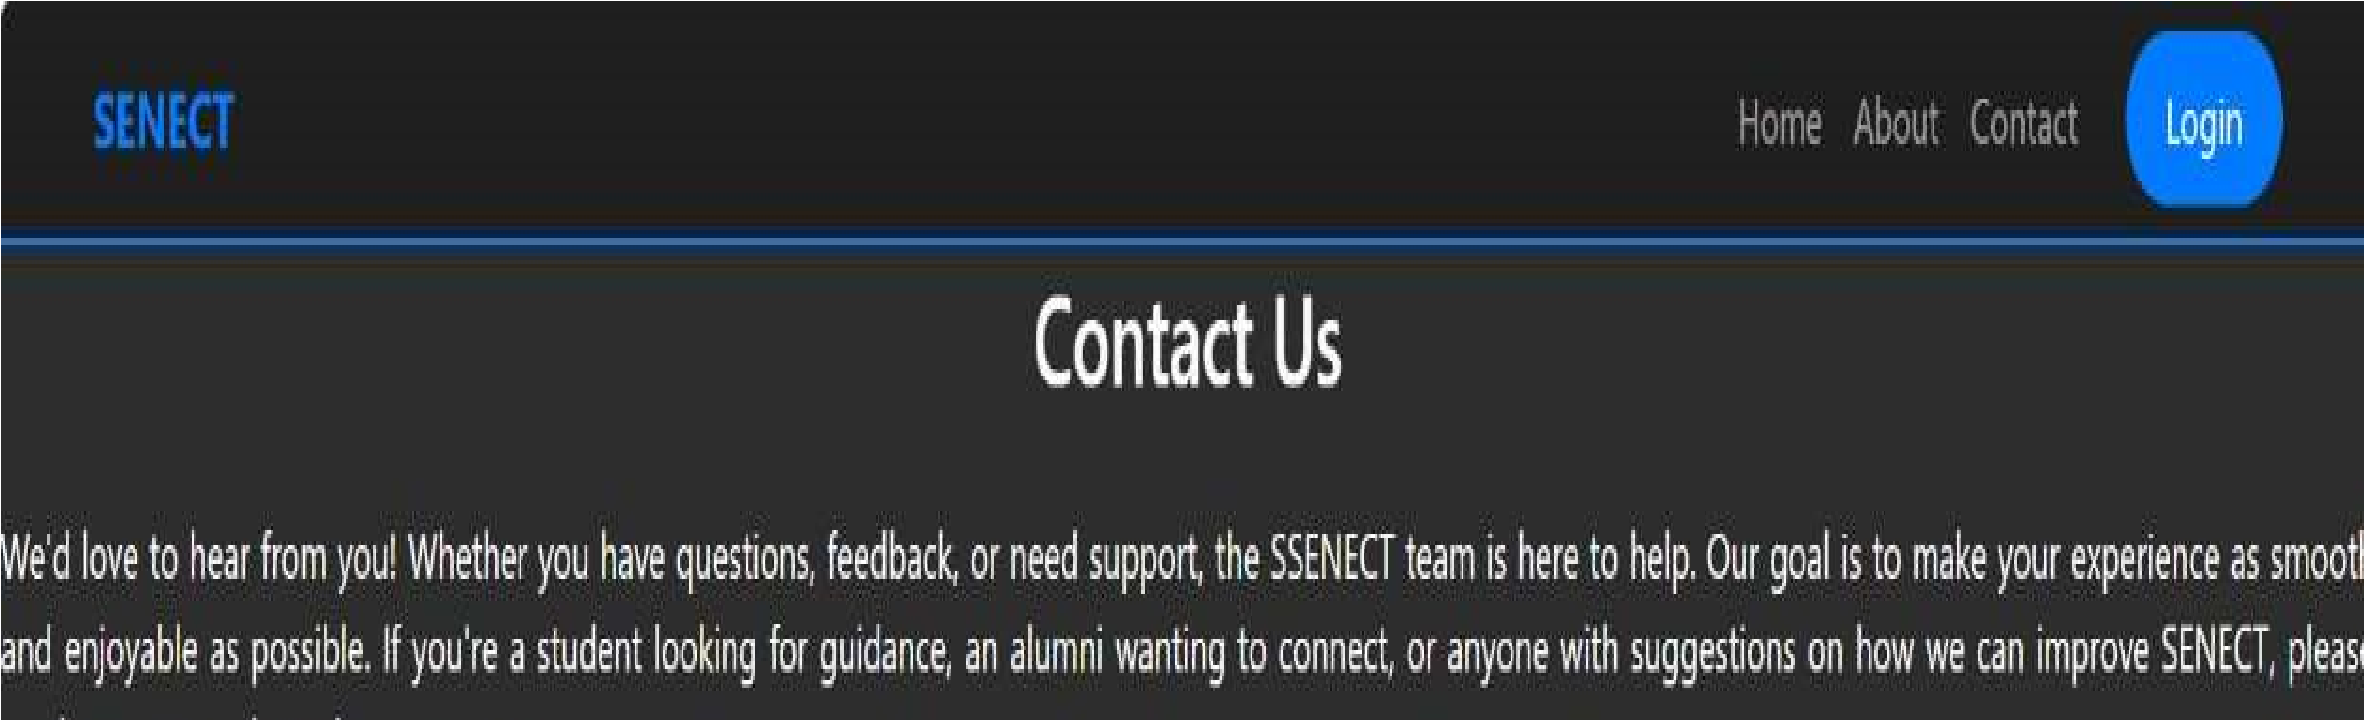 SENECT
Home About Contact Login
Contact Us
We'd love to hear from you! Whether you have questions, feedback, or need support, the SSENECT team is here to help. Our goal is to make your experience as smooth
and enjoyable as possible. If you're a student looking for guidance, an alumni wanting to connect, or anyone with suggestions on how we can improve SENECT, please